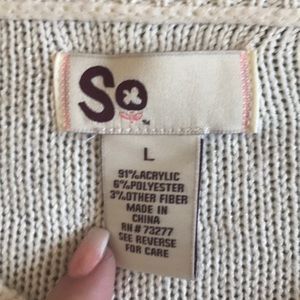 So
L
91% ACRYLIC
6% POLYESTER
3% OTHER FIBER
MADE IN
CHINA
RN# 73277
SEE REVERSE
FOR CARE